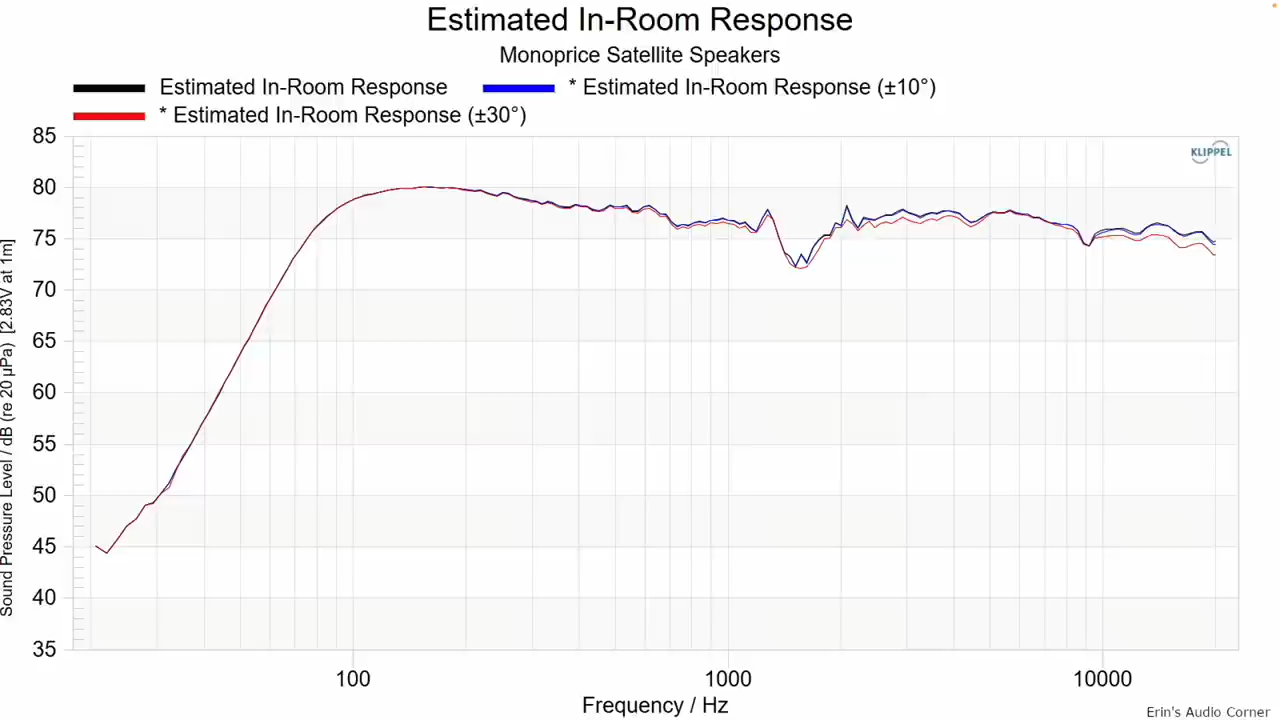 Estimated In-Room Response
Monoprice Satellite Speakers
Estimated In-Room Response
* Estimated In-Room Response (±10°)
* Estimated In-Room Response (±30°)
KLIPPEL
85
80
75
70
65
60
55
50
45
40
35
Sound Pressure Level / dB (re 20 µPa) [2.83V at 1m]
100
1000
10000
Frequency / Hz
Erin's Audio Corner